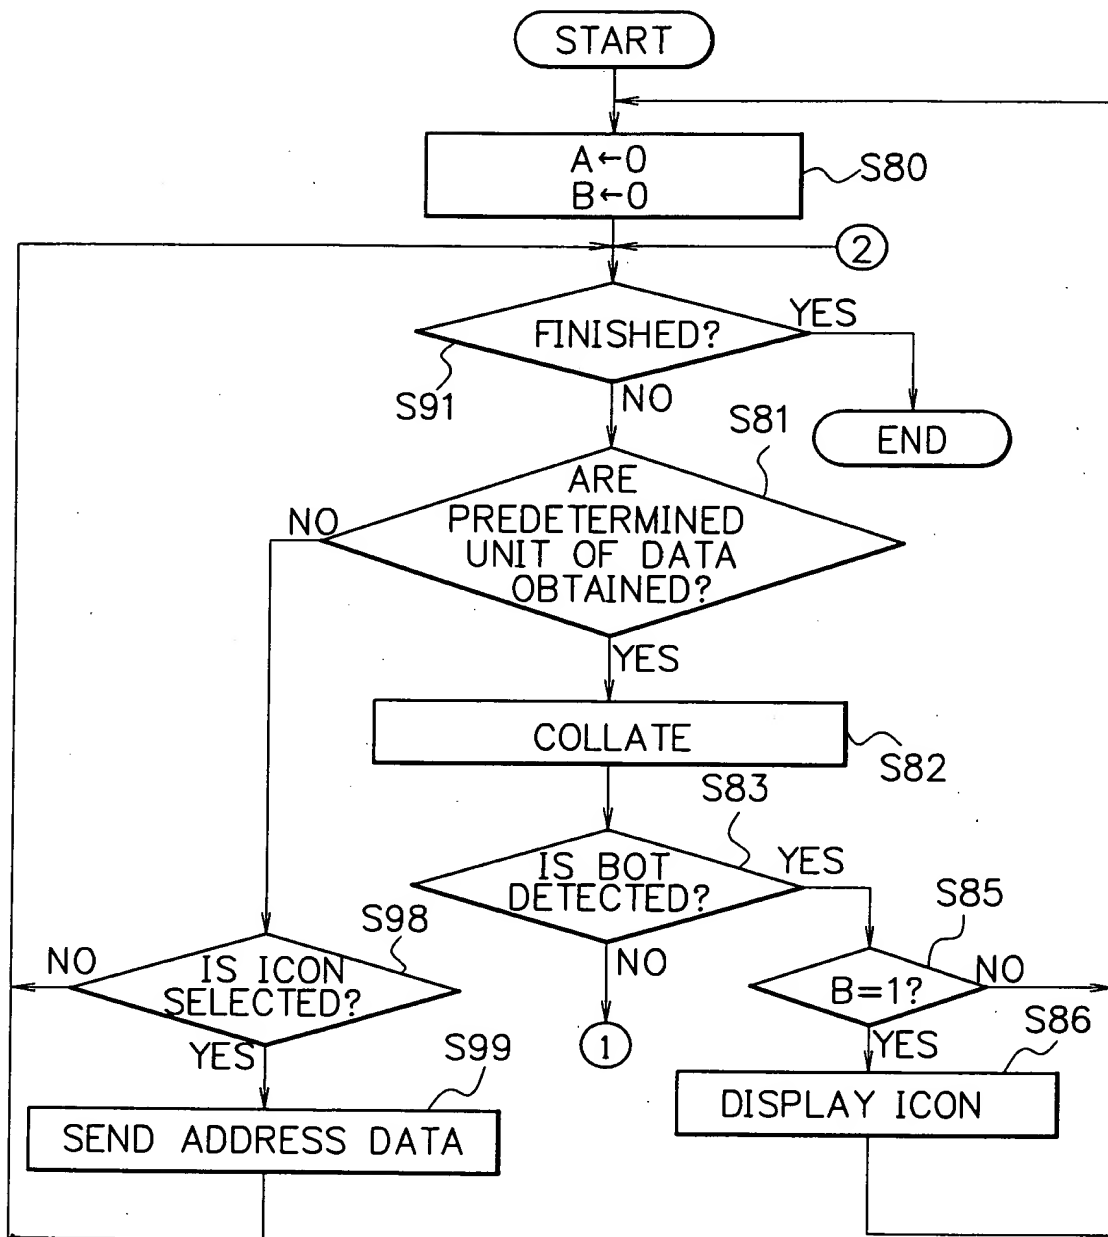 START
A←0
B←0
S80
2
FINISHED?
YES
S91
NO
END
S81
ARE
PREDETERMINED
UNIT OF DATA
OBTAINED?
NO
YES
COLLATE
S82
S83
IS BOT
DETECTED?
YES
NO
S85
B=1?
NO
YES
S98
IS ICON
SELECTED?
NO
YES
1
S86
DISPLAY ICON
S99
SEND ADDRESS DATA